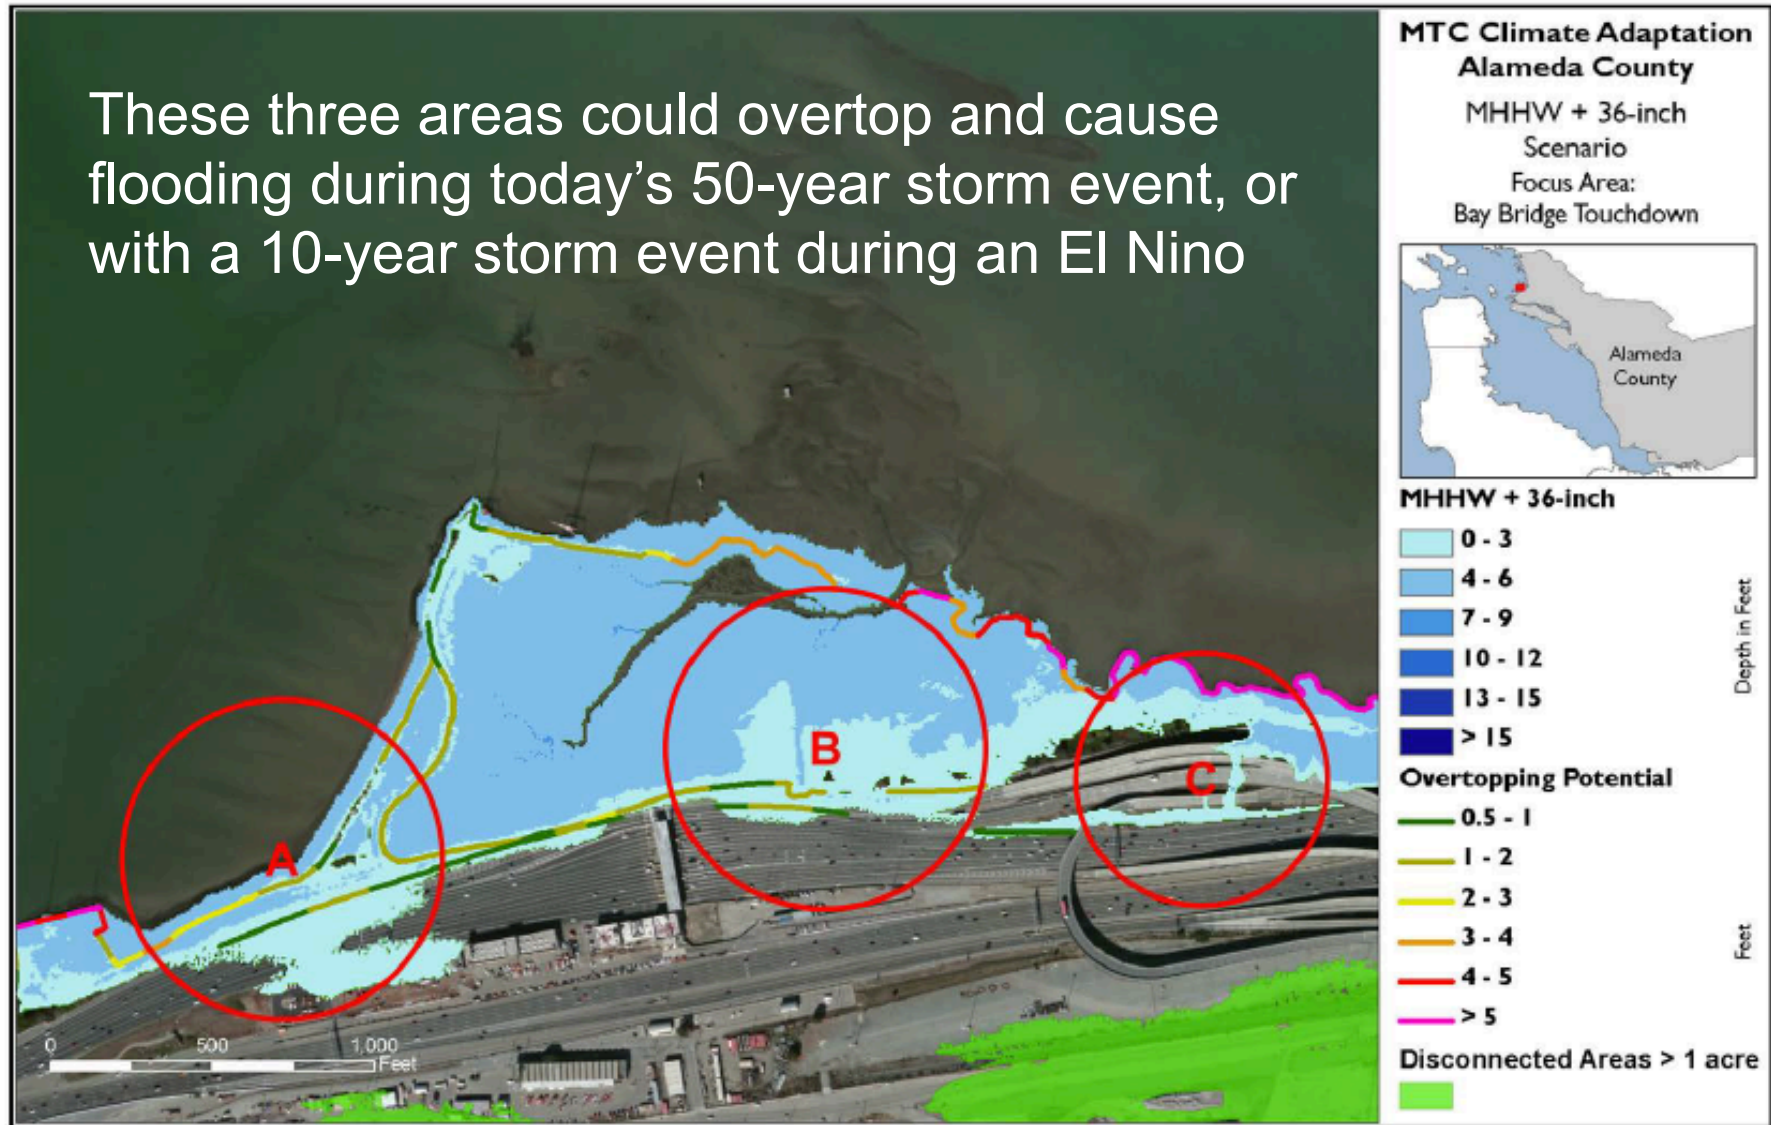 These three areas could overtop and cause
flooding during today's 50-year storm event, or
with a 10-year storm event during an El Nino
A
B
C
0 500 1,000
Feet
MTC Climate Adaptation
Alameda County
MHHW + 36-inch
Scenario
Focus Area:
Bay Bridge Touchdown
Alameda
County
MHHW + 36-inch
0 - 3
4 - 6
7 - 9
10 - 12
13 - 15
> 15
Depth in Feet
Overtopping Potential
0.5 - 1
1 - 2
2 - 3
3 - 4
4 - 5
> 5
Feet
Disconnected Areas > 1 acre